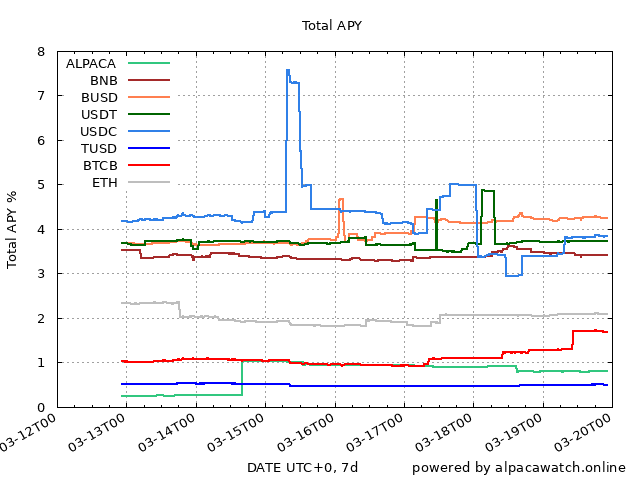 Total APY
8
7
6
5
4
3
2
1
0
Total APY %
ALPACA
BNB
BUSD
USDT
USDC
TUSD
BTCB
ETH
03-12T00
03-13T00
03-14T00
03-15T00
03-16T00
03-17T00
03-18T00
03-19T00
03-20T00
DATE UTC+0, 7d
powered by alpacawatch.online